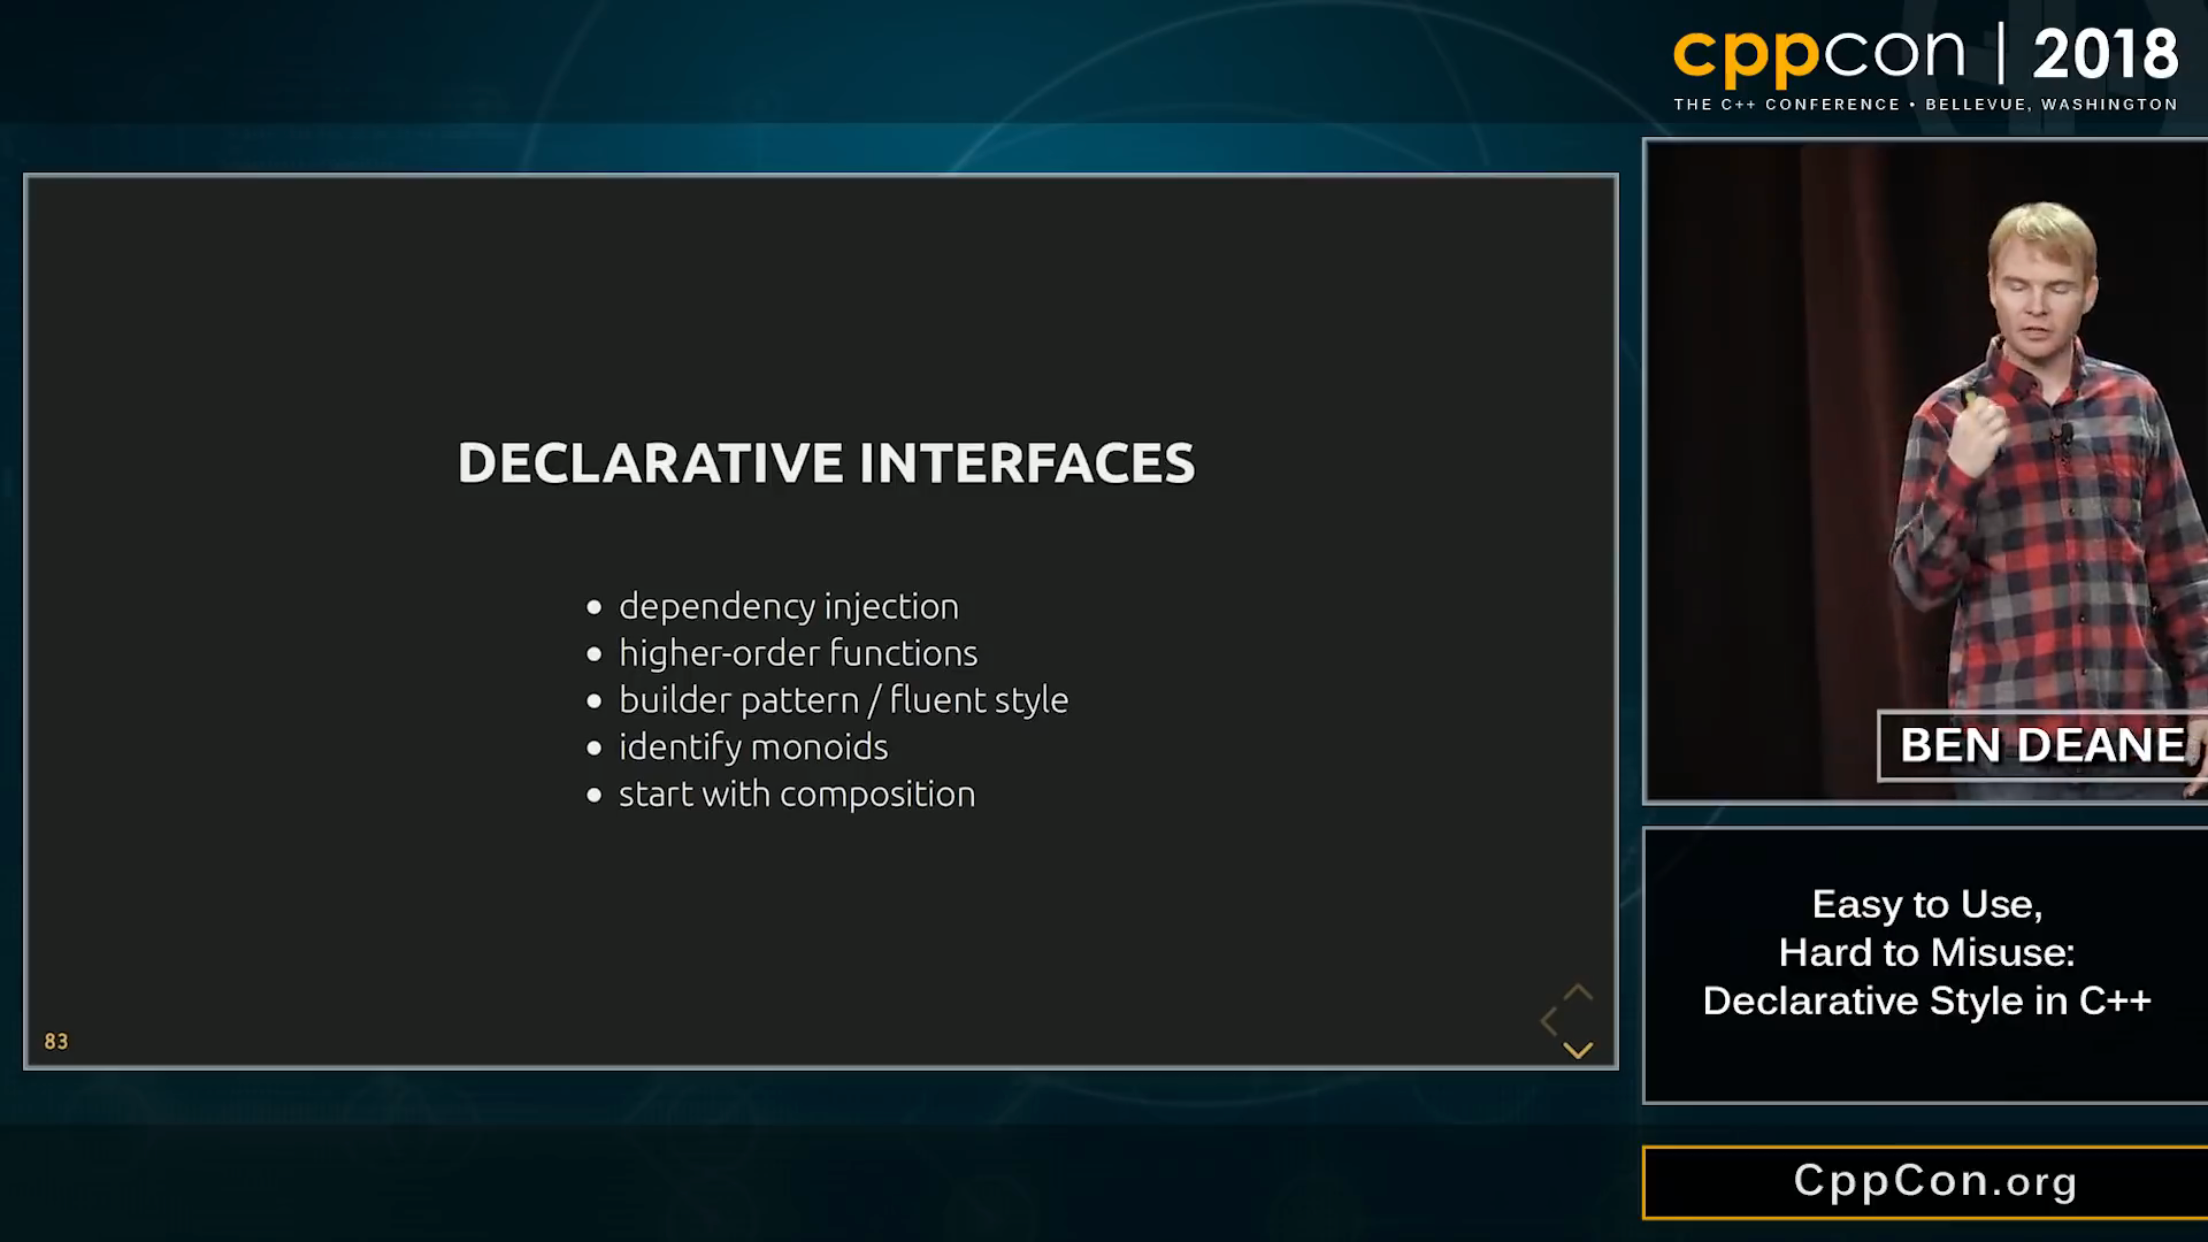 cppcon | 2018
THE C++ CONFERENCE • BELLEVUE, WASHINGTON
DECLARATIVE INTERFACES
• dependency injection
• higher-order functions
• builder pattern / fluent style
• identify monoids
• start with composition
83
BEN DEANE
Easy to Use,
Hard to Misuse:
Declarative Style in C++
CppCon.org